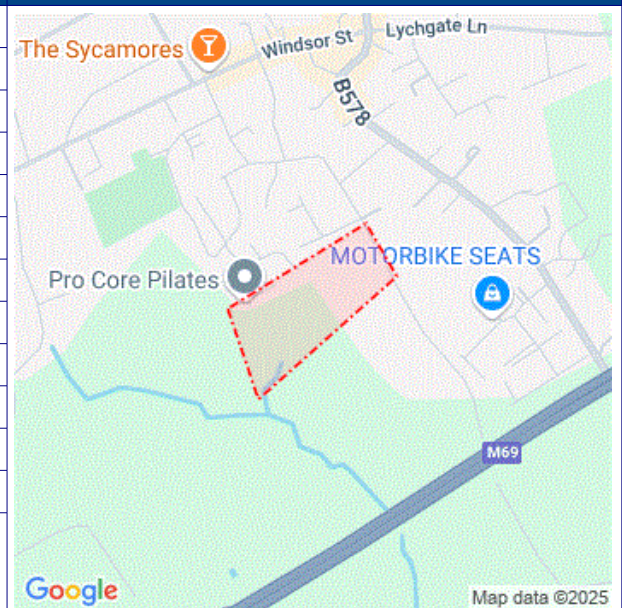 The Sycamores
Windsor St
Lychgate Ln
B578
MOTORBIKE SEATS
Pro Core Pilates
M69
Google
Map data ©2025